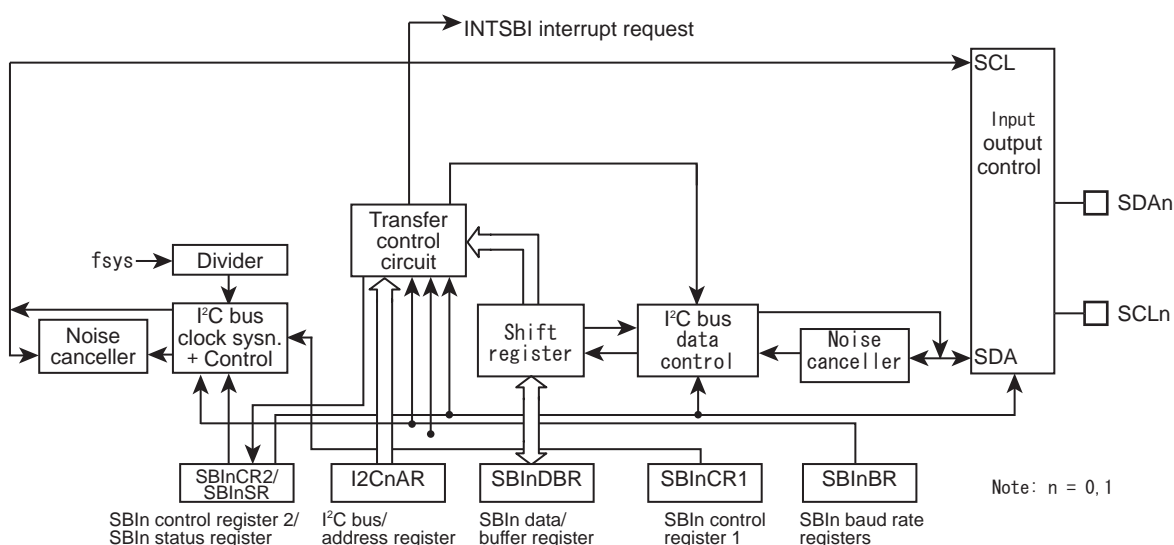 INTSBI interrupt request
SCL
Input
output
control
SDAn
SCLn
SDA
Transfer
control
circuit
fsys
Divider
I²C bus
clock sysn.
+ Control
Noise
canceller
Shift
register
I²C bus
data
control
Noise
canceller
SBInCR2/
SBInSR
I2CnAR
SBInDBR
SBInCR1
SBInBR
Note: n = 0,1
SBIn control register 2/
SBIn status register
I²C bus/
address register
SBIn data/
buffer register
SBIn control
register 1
SBIn baud rate
registers